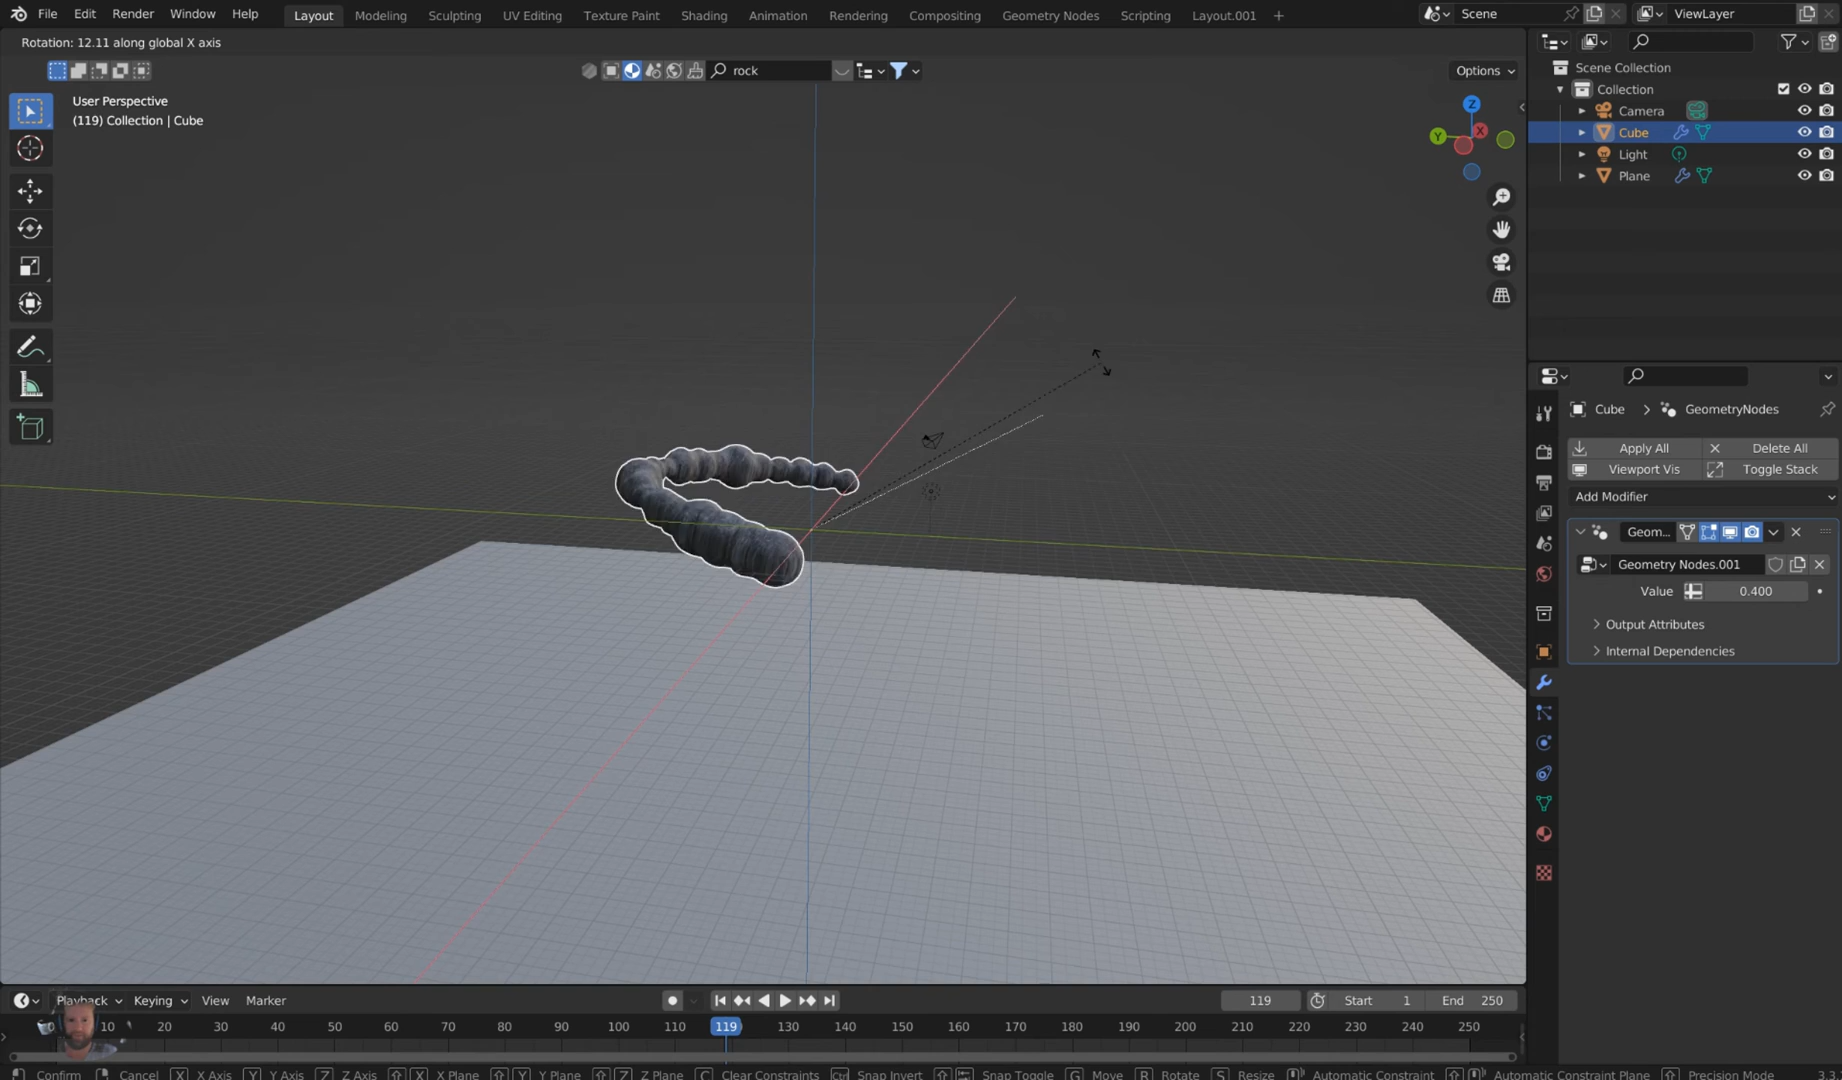 File Edit Render Window Help Layout Modeling Sculpting UV Editing Texture Paint Shading Animation Rendering Compositing Geometry Nodes Scripting Layout.001 + Scene ViewLayer
Rotation: 12.11 along global X axis
rock Options
User Perspective
(119) Collection | Cube
Z
Y X
Scene Collection
Collection
Camera
Cube
Light
Plane
Cube > GeometryNodes
Apply All Delete All
Viewport Vis Toggle Stack
Add Modifier
Geom...
Geometry Nodes.001
Value 0.400
Output Attributes
Internal Dependencies
Playback Keying View Marker 119 Start 1 End 250
10 20 30 40 50 60 70 80 90 100 110 119 130 140 150 160 170 180 190 200 210 220 230 240 250
Confirm Cancel X X Axis Y Y Axis Z Z Axis X X Plane Y Y Plane Z Z Plane C Clear Constraints Ctrl Snap Invert Snap Toggle G Move R Rotate S Resize Automatic Constraint Automatic Constraint Plane Precision Mode 3.3